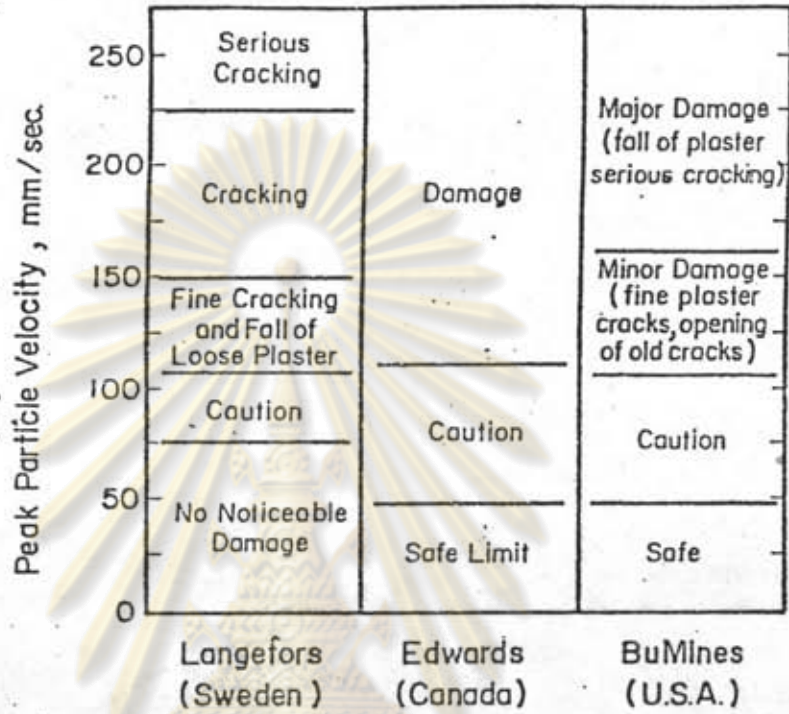 Peak Particle Velocity, mm/sec.
250
200
150
100
50
0
Serious
Cracking
Cracking
Fine Cracking
and Fall of
Loose Plaster
Caution
No Noticeable
Damage
Damage
Caution
Safe Limit
Major Damage
(fall of plaster
serious cracking)
Minor Damage
(fine plaster
cracks, opening
of old cracks)
Caution
Safe
Langefors
(Sweden)
Edwards
(Canada)
BuMines
(U.S.A.)